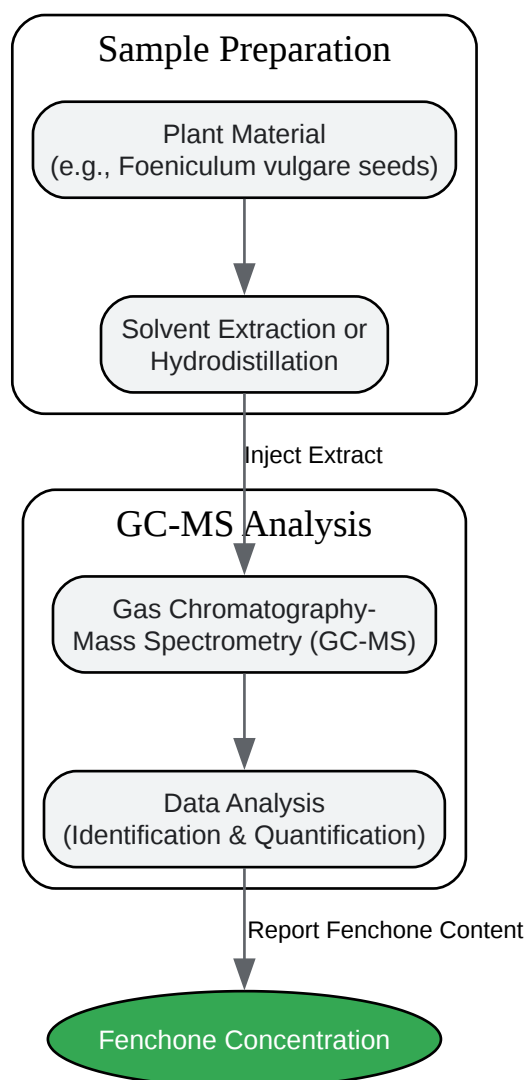 Sample Preparation
Plant Material
(e.g., Foeniculum vulgare seeds)
Solvent Extraction or
Hydrodistillation
Inject Extract
GC-MS Analysis
Gas Chromatography-
Mass Spectrometry (GC-MS)
Data Analysis
(Identification & Quantification)
Report Fenchone Content
Fenchone Concentration